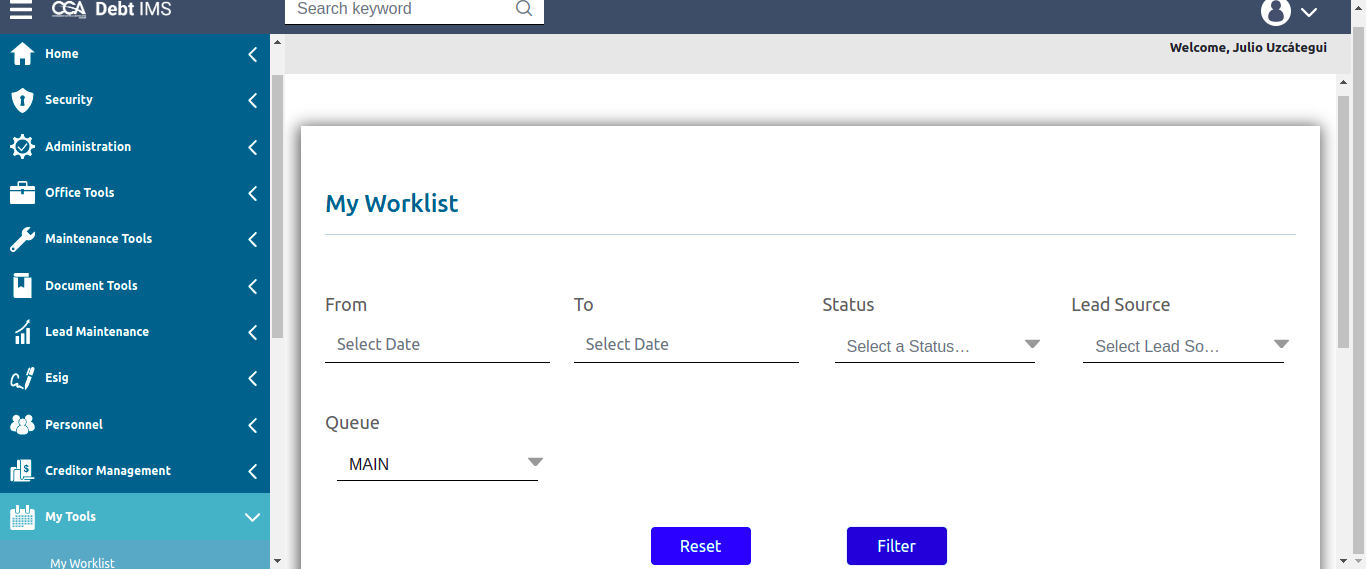 CGA Debt IMS
Search keyword
Welcome, Julio Uzcátegui
Home
Security
Administration
Office Tools
Maintenance Tools
Document Tools
Lead Maintenance
Esig
Personnel
Creditor Management
My Tools
My Worklist
My Worklist
From To Status Lead Source
Select Date Select Date Select a Status... Select Lead So...
Queue
MAIN
Reset Filter